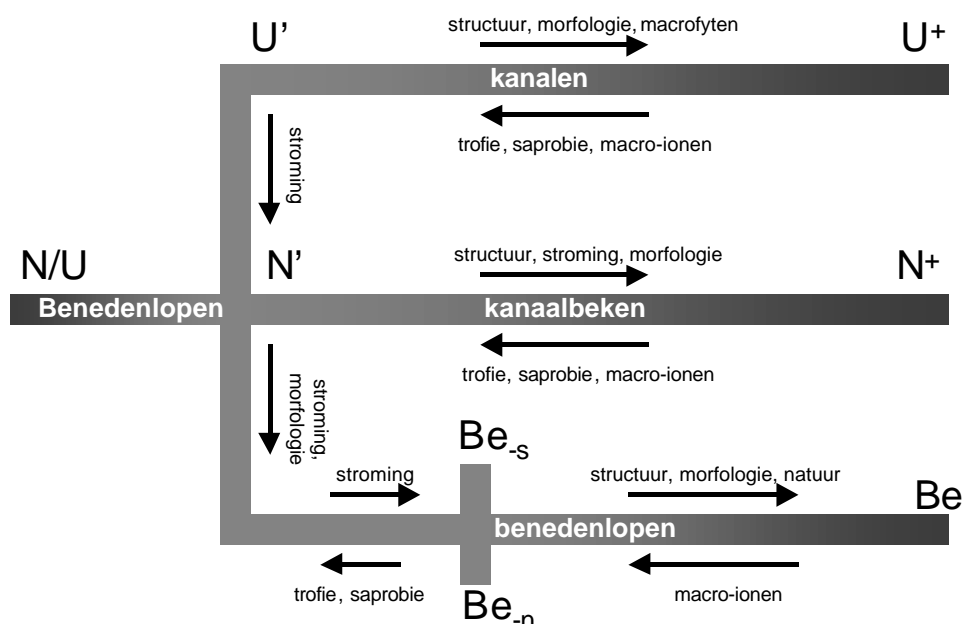 U’
structuur, morfologie, macrofyten
U+
kanalen
trofie, saprobie, macro-ionen
stroming
N/U
N’
structuur, stroming, morfologie
N+
Benedenlopen
kanaalbeken
trofie, saprobie, macro-ionen
stroming,
morfologie
Be-s
stroming
structuur, morfologie, natuur
Be
benedenlopen
trofie, saprobie
macro-ionen
Be-n